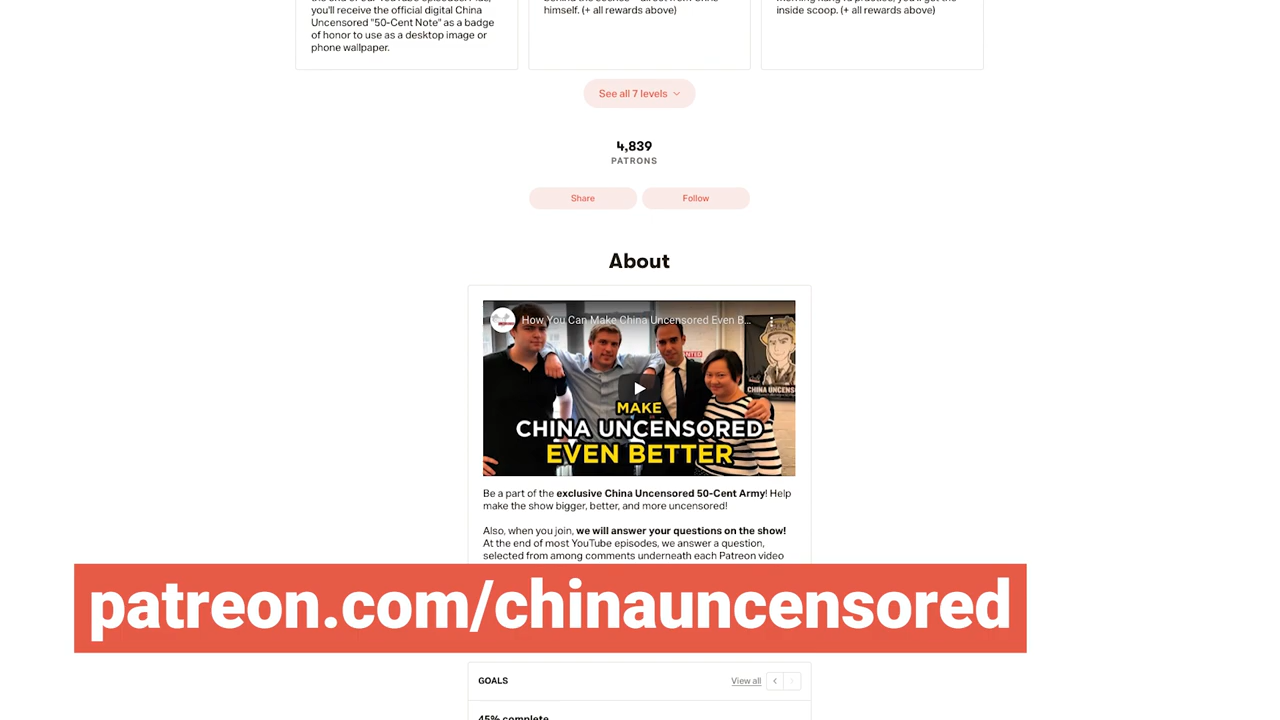 you'll receive the official digital China
Uncensored "50-Cent Note" as a badge
of honor to use as a desktop image or
phone wallpaper.
himself. (+ all rewards above)
inside scoop. (+ all rewards above)
See all 7 levels
4,839
PATRONS
Share
Follow
About
How You Can Make China Uncensored Even B...
MAKE
CHINA UNCENSORED
EVEN BETTER
Be a part of the exclusive China Uncensored 50-Cent Army! Help
make the show bigger, better, and more uncensored!
Also, when you join, we will answer your questions on the show!
At the end of most YouTube episodes, we answer a question,
selected from among comments underneath each Patreon video
patreon.com/chinauncensored
GOALS
View all
45% complete